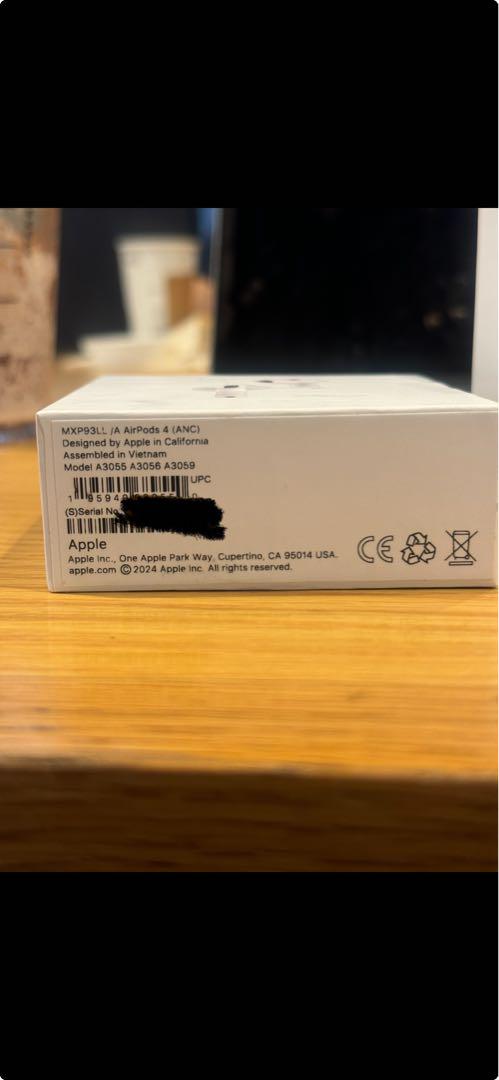 MXP93LL /A AirPods 4 (ANC)
Designed by Apple in California
Assembled in Vietnam
Model A3055 A3056 A3059
UPC
(S)Serial No.
Apple
Apple Inc., One Apple Park Way, Cupertino, CA 95014 USA.
apple.com © 2024 Apple Inc. All rights reserved.
CE